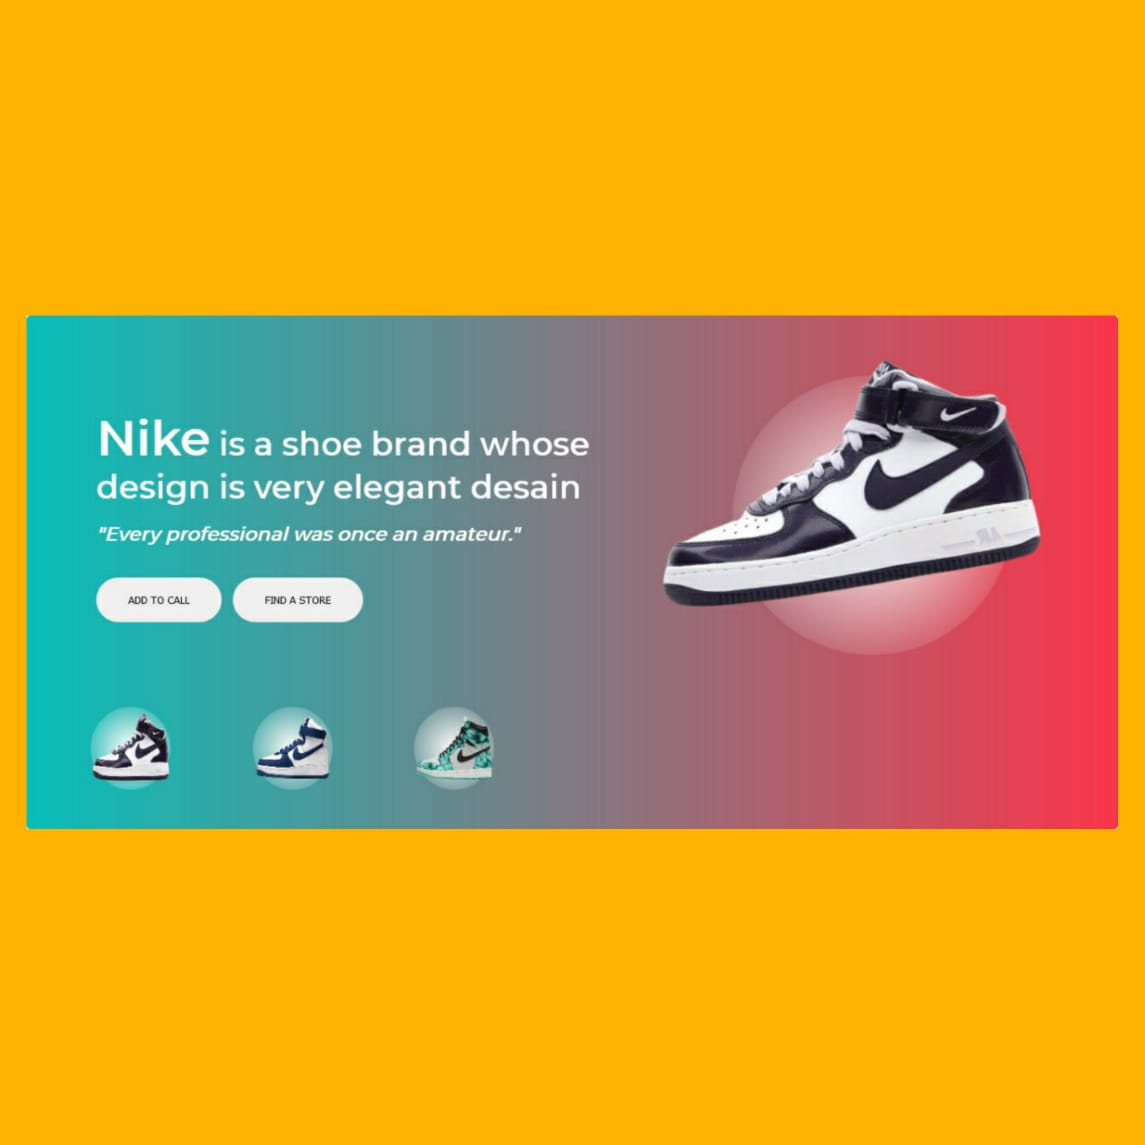 Nike is a shoe brand whose
design is very elegant desain
"Every professional was once an amateur."
ADD TO CALL
FIND A STORE
AIR